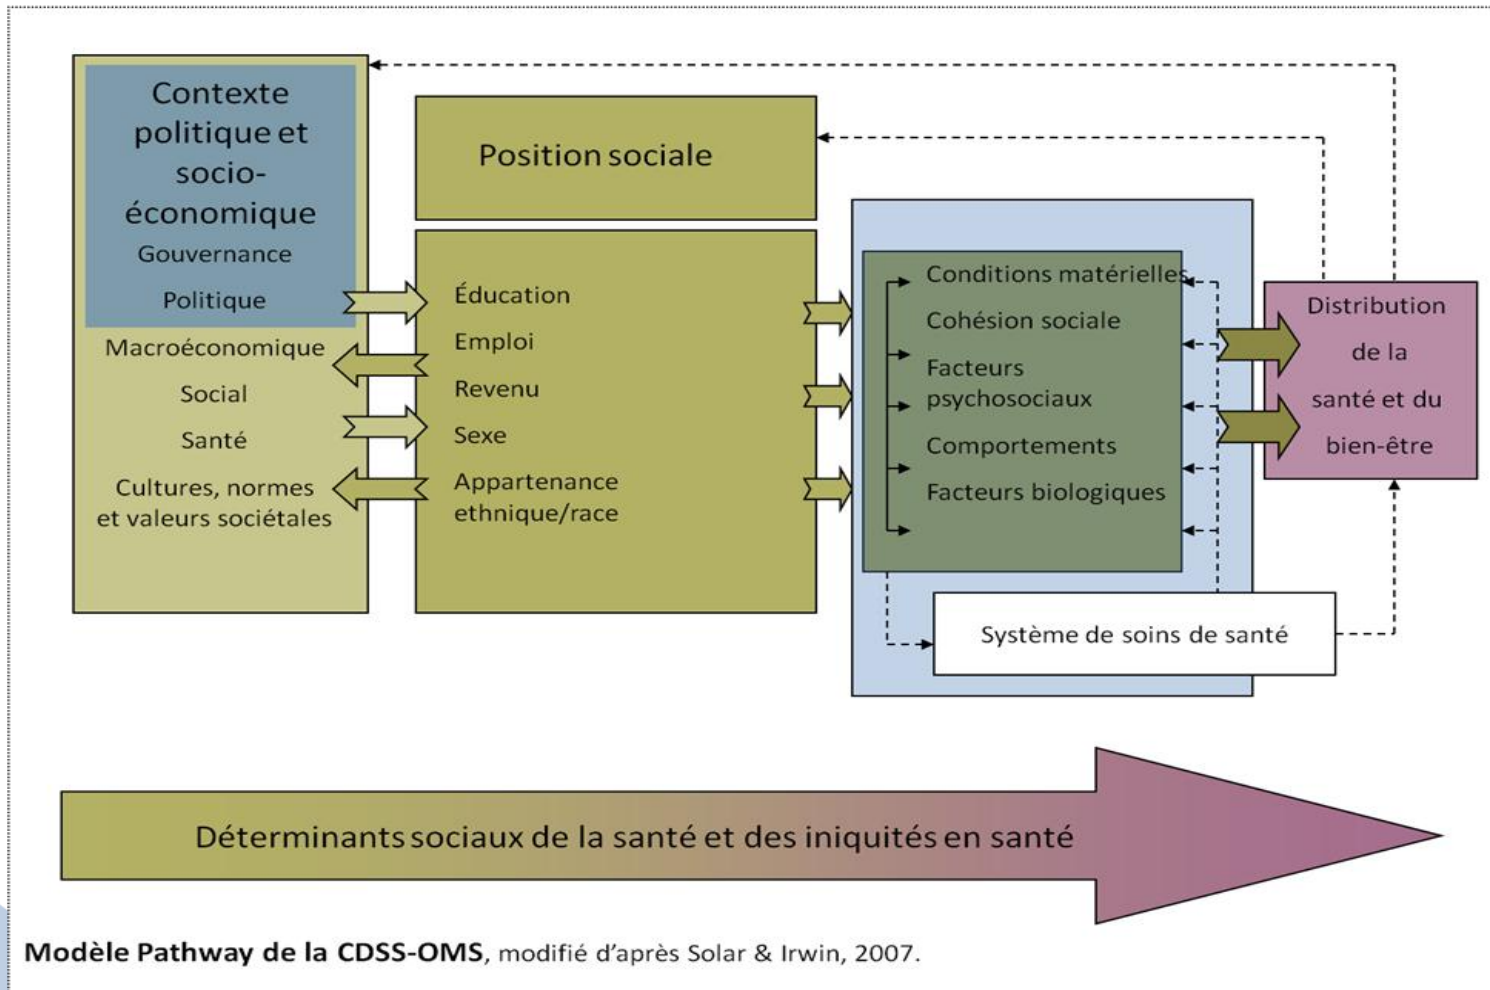 Contexte
politique et
socio-
économique
Gouvernance
Politique
Macroéconomique
Social
Santé
Cultures, normes
et valeurs sociétales
Position sociale
Éducation
Emploi
Revenu
Sexe
Appartenance
ethnique/race
Conditions matérielles
Cohésion sociale
Facteurs
psychosociaux
Comportements
Facteurs biologiques
Système de soins de santé
Distribution
de la
santé et du
bien-être
Déterminants sociaux de la santé et des iniquités en santé
Modèle Pathway de la CDSS-OMS, modifié d’après Solar & Irwin, 2007.